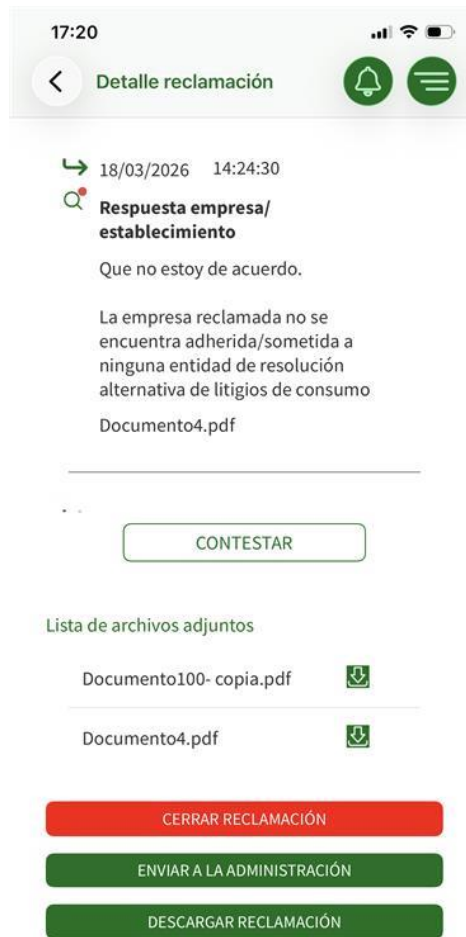 17:20
Detalle reclamación
18/03/2026 14:24:30
Respuesta empresa/
establecimiento
Que no estoy de acuerdo.
La empresa reclamada no se
encuentra adherida/sometida a
ninguna entidad de resolución
alternativa de litigios de consumo
Documento4.pdf
CONTESTAR
Lista de archivos adjuntos
Documento100- copia.pdf
Documento4.pdf
CERRAR RECLAMACIÓN
ENVIAR A LA ADMINISTRACIÓN
DESCARGAR RECLAMACIÓN